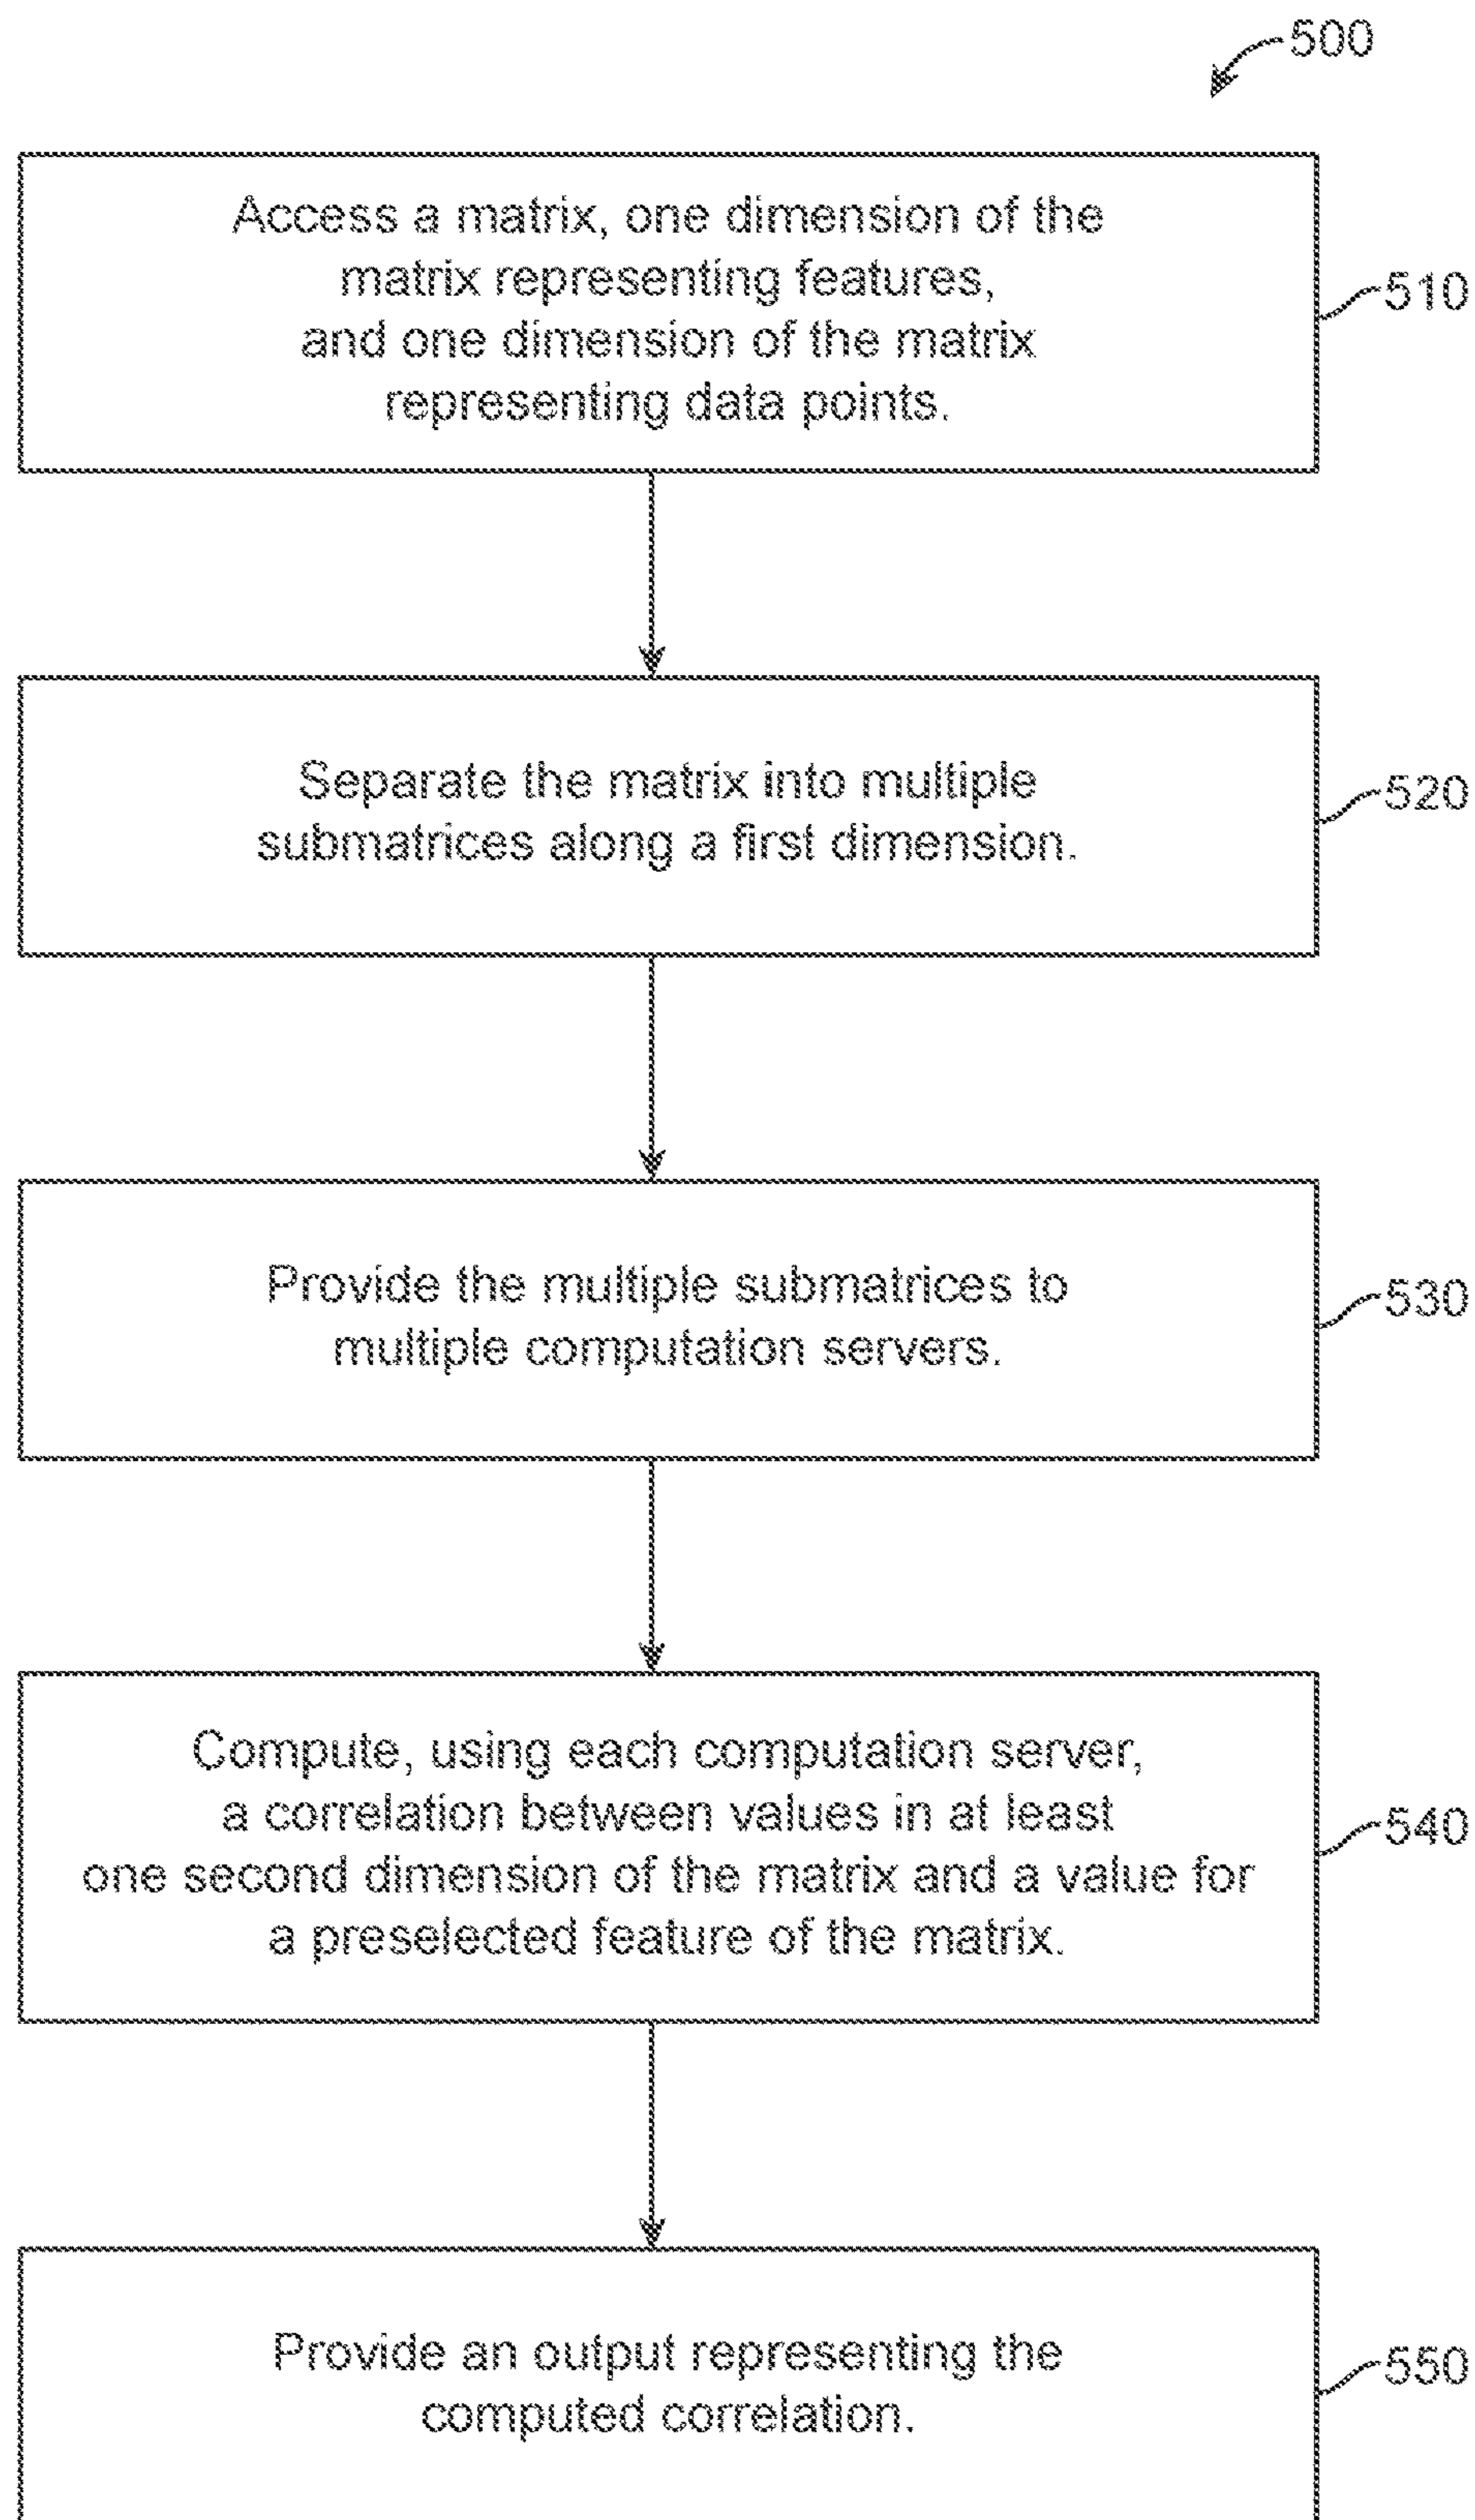 500
Access a matrix, one dimension of the
matrix representing features,
and one dimension of the matrix
representing data points.
510
Separate the matrix into multiple
submatrices along a first dimension.
520
Provide the multiple submatrices to
multiple computation servers.
530
Compute, using each computation server,
a correlation between values in at least
one second dimension of the matrix and a value for
a preselected feature of the matrix.
540
Provide an output representing the
computed correlation.
550